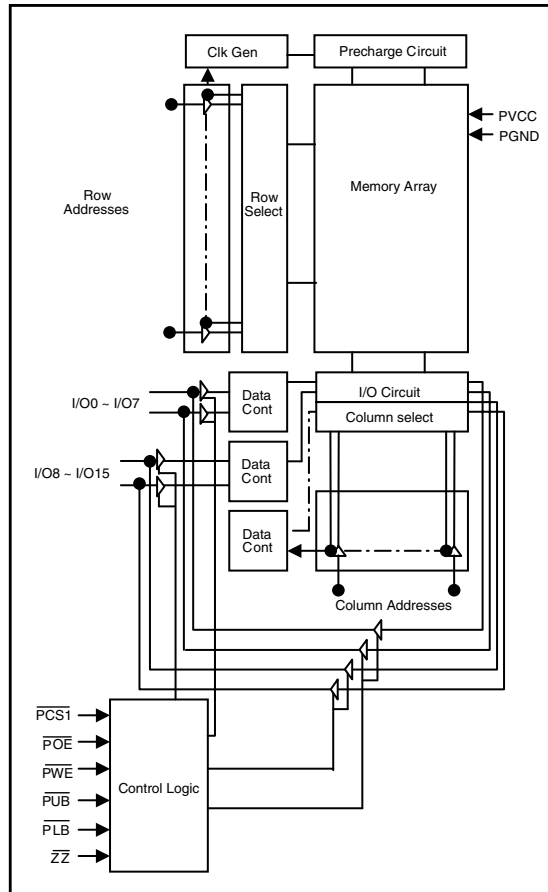 Clk Gen
Precharge Circuit
PVCC
PGND
Memory Array
Row
Addresses
Row
Select
I/O0 ~ I/O7
Data
Cont
I/O Circuit
Column select
I/O8 ~ I/O15
Data
Cont
Data
Cont
Column Addresses
PCS1
POE
PWE
PUB
PLB
ZZ
Control Logic